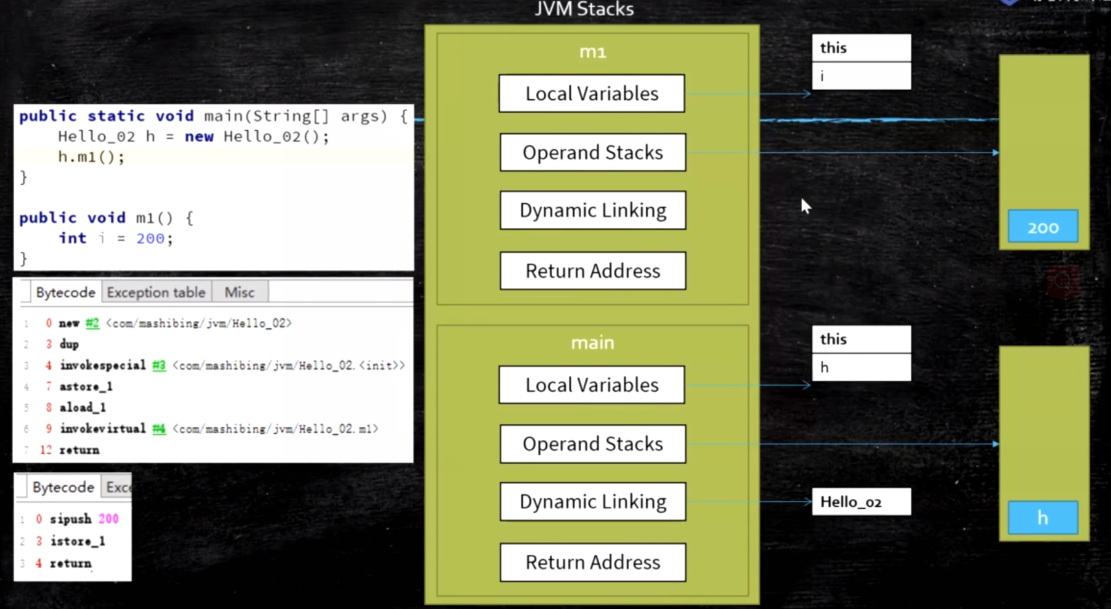 JVM Stacks
public static void main(String[] args) {
Hello_02 h = new Hello_02();
h.m1();
}
public void m1() {
int i = 200;
}
Bytecode Exception table Misc
1 0 new #2 <com/mashibing/jvm/Hello_02>
2 3 dup
3 4 invokespecial #3 <com/mashibing/jvm/Hello_02.<init>>
4 7 astore_1
5 8 aload_1
6 9 invokevirtual #4 <com/mashibing/jvm/Hello_02.m1>
7 12 return
Bytecode Exce
1 0 sipush 200
2 3 istore_1
3 4 return
m1
Local Variables
Operand Stacks
Dynamic Linking
Return Address
this
i
200
main
Local Variables
Operand Stacks
Dynamic Linking
Return Address
this
h
Hello_02
h